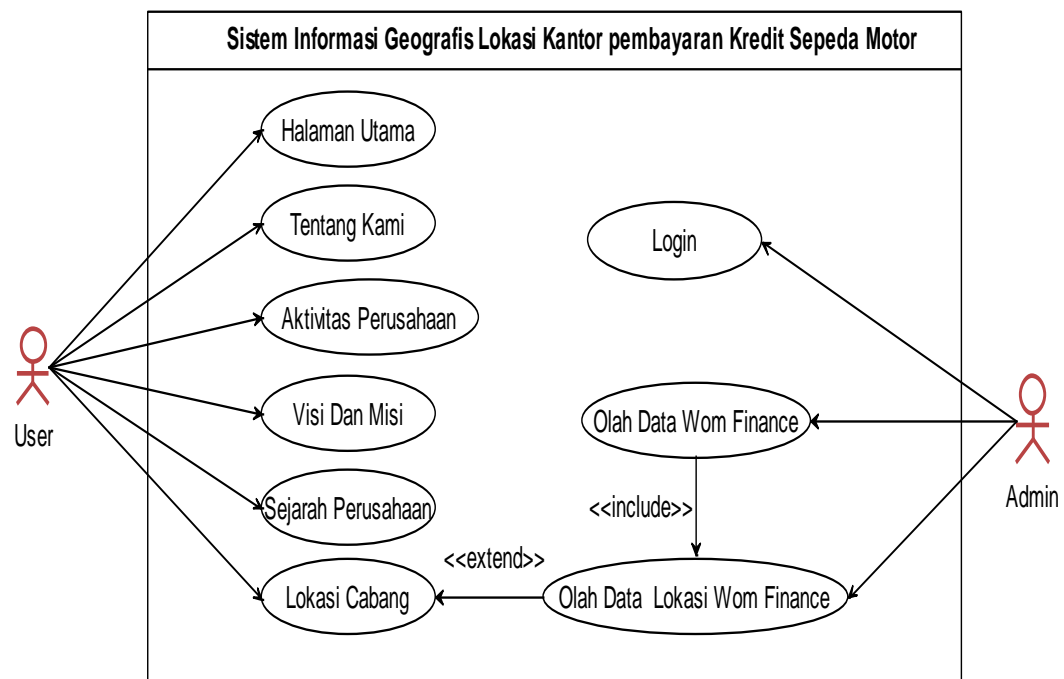 Sistem Informasi Geografis Lokasi Kantor pembayaran Kredit Sepeda Motor
Halaman Utama
Tentang Kami
Login
Aktivitas Perusahaan
Visi Dan Misi
Olah Data Wom Finance
User
Admin
Sejarah Perusahaan
<<include>>
<<extend>>
Lokasi Cabang
Olah Data Lokasi Wom Finance